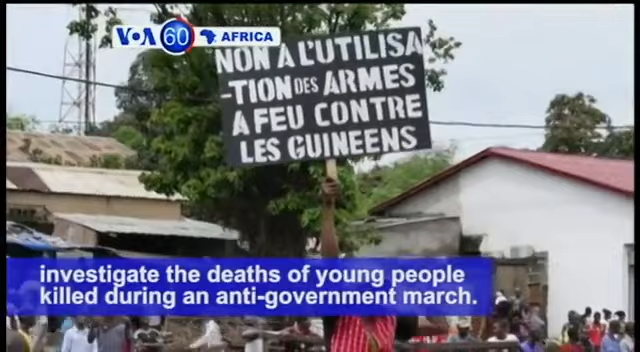 VOA 60 AFRICA
NON A L'UTILISA
-TION DES ARMES
A FEU CONTRE
LES GUINEENS
investigate the deaths of young people
killed during an anti-government march.